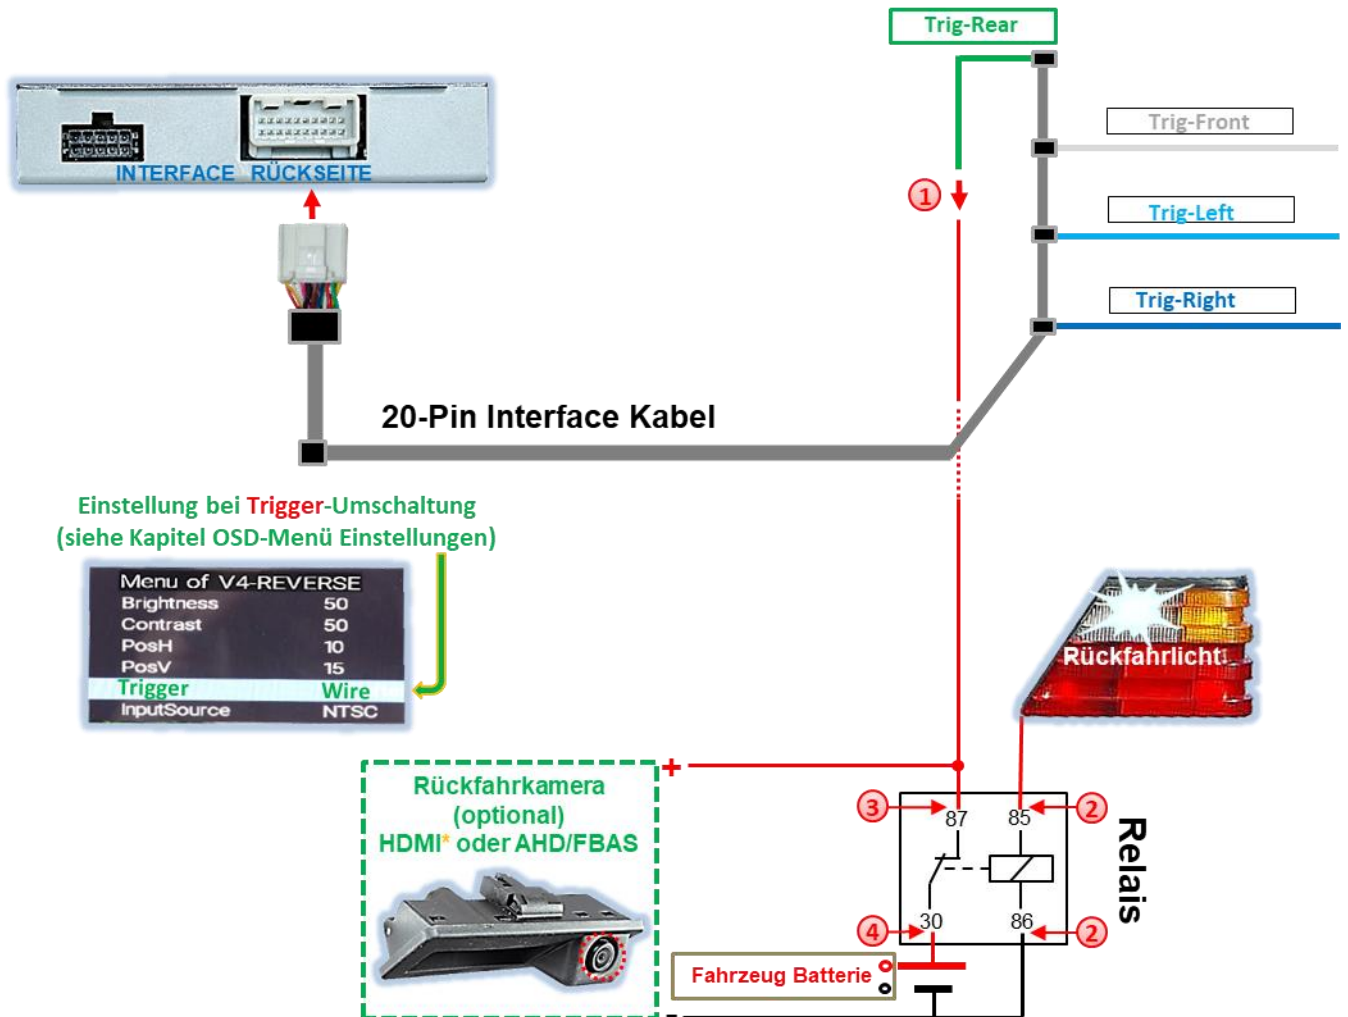 Trig-Rear
Trig-Front
INTERFACE RÜCKSEITE
1
Trig-Left
Trig-Right
20-Pin Interface Kabel
Einstellung bei Trigger-Umschaltung
(siehe Kapitel OSD-Menü Einstellungen)
Menu of V4-REVERSE
Brightness 50
Contrast 50
PosH 10
PosV 15
Trigger Wire
InputSource NTSC
Rückfahrlicht
+
Rückfahrkamera
(optional)
HDMI* oder AHD/FBAS
3
87
85
2
Relais
4
30
86
2
Fahrzeug Batterie
-